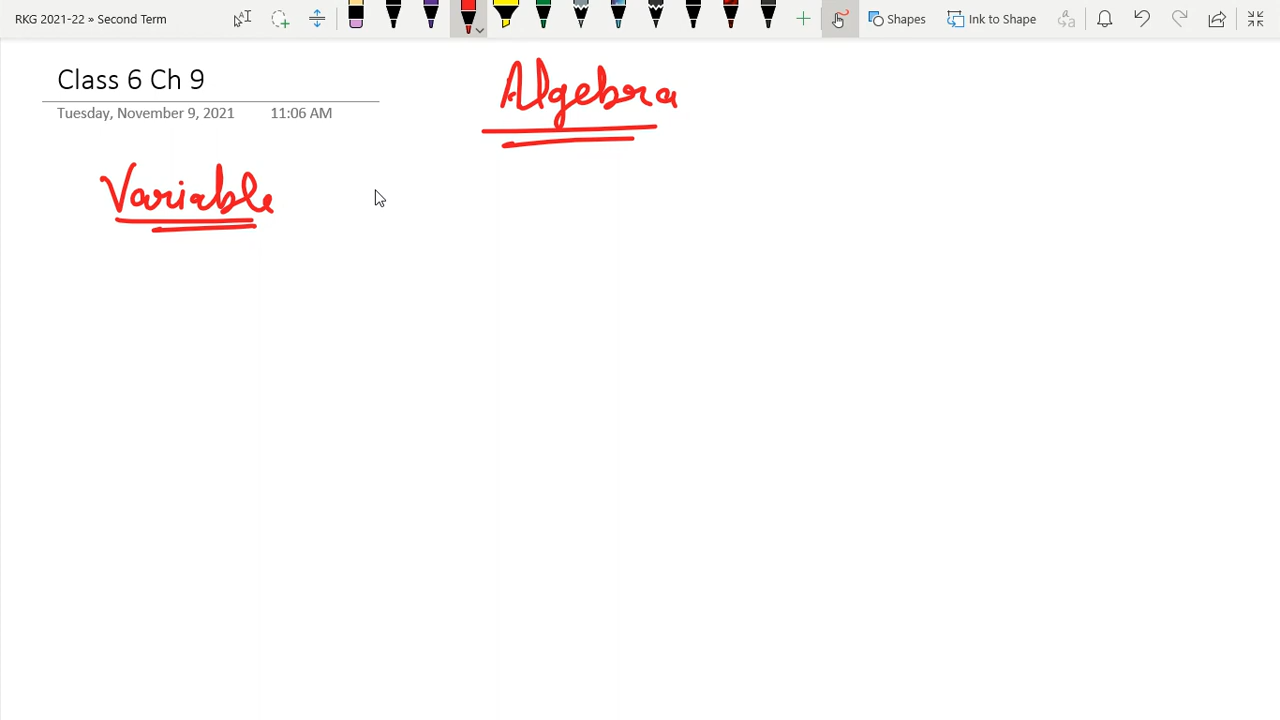 RKG 2021-22 » Second Term
Shapes
Ink to Shape
Class 6 Ch 9
Algebra
Tuesday, November 9, 2021 11:06 AM
Variable